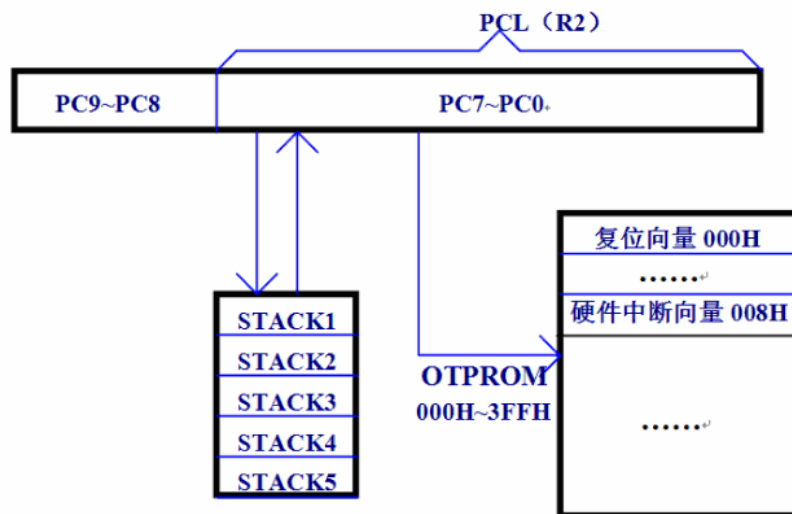 PCL（R2）
PC9~PC8
PC7~PC0
复位向量 000H
……
硬件中断向量 008H
STACK1
STACK2
STACK3
STACK4
STACK5
OTPROM
000H~3FFH
……